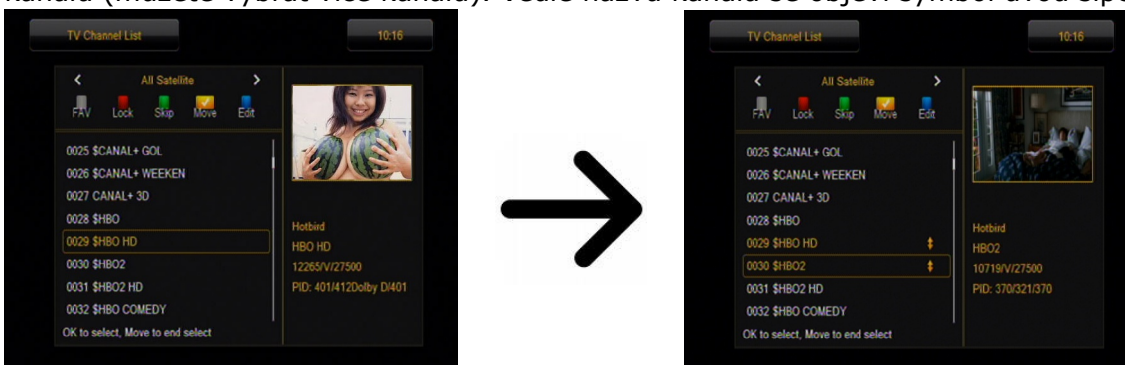 kanálů (můžete vybrat více kanálů). Vedle názvu kanálu se objeví symbol dvou
TV Channel List 10:16
< All Satellite >
FAV Lock Skip Move Edit
0025 $CANAL+ GOL
0026 $CANAL+ WEEKEN
0027 CANAL+ 3D
0028 $HBO
0029 $HBO HD
0030 $HBO2
0031 $HBO2 HD
0032 $HBO COMEDY
OK to select, Move to end select
Hotbird
HBO HD
12265/V/27500
PID: 401/412Dolby D/401
TV Channel List 10:16
< All Satellite >
FAV Lock Skip Move Edit
0025 $CANAL+ GOL
0026 $CANAL+ WEEKEN
0027 CANAL+ 3D
0028 $HBO
0029 $HBO HD
0030 $HBO2
0031 $HBO2 HD
0032 $HBO COMEDY
OK to select, Move to end select
Hotbird
HBO2
10719/V/27500
PID: 370/321/370